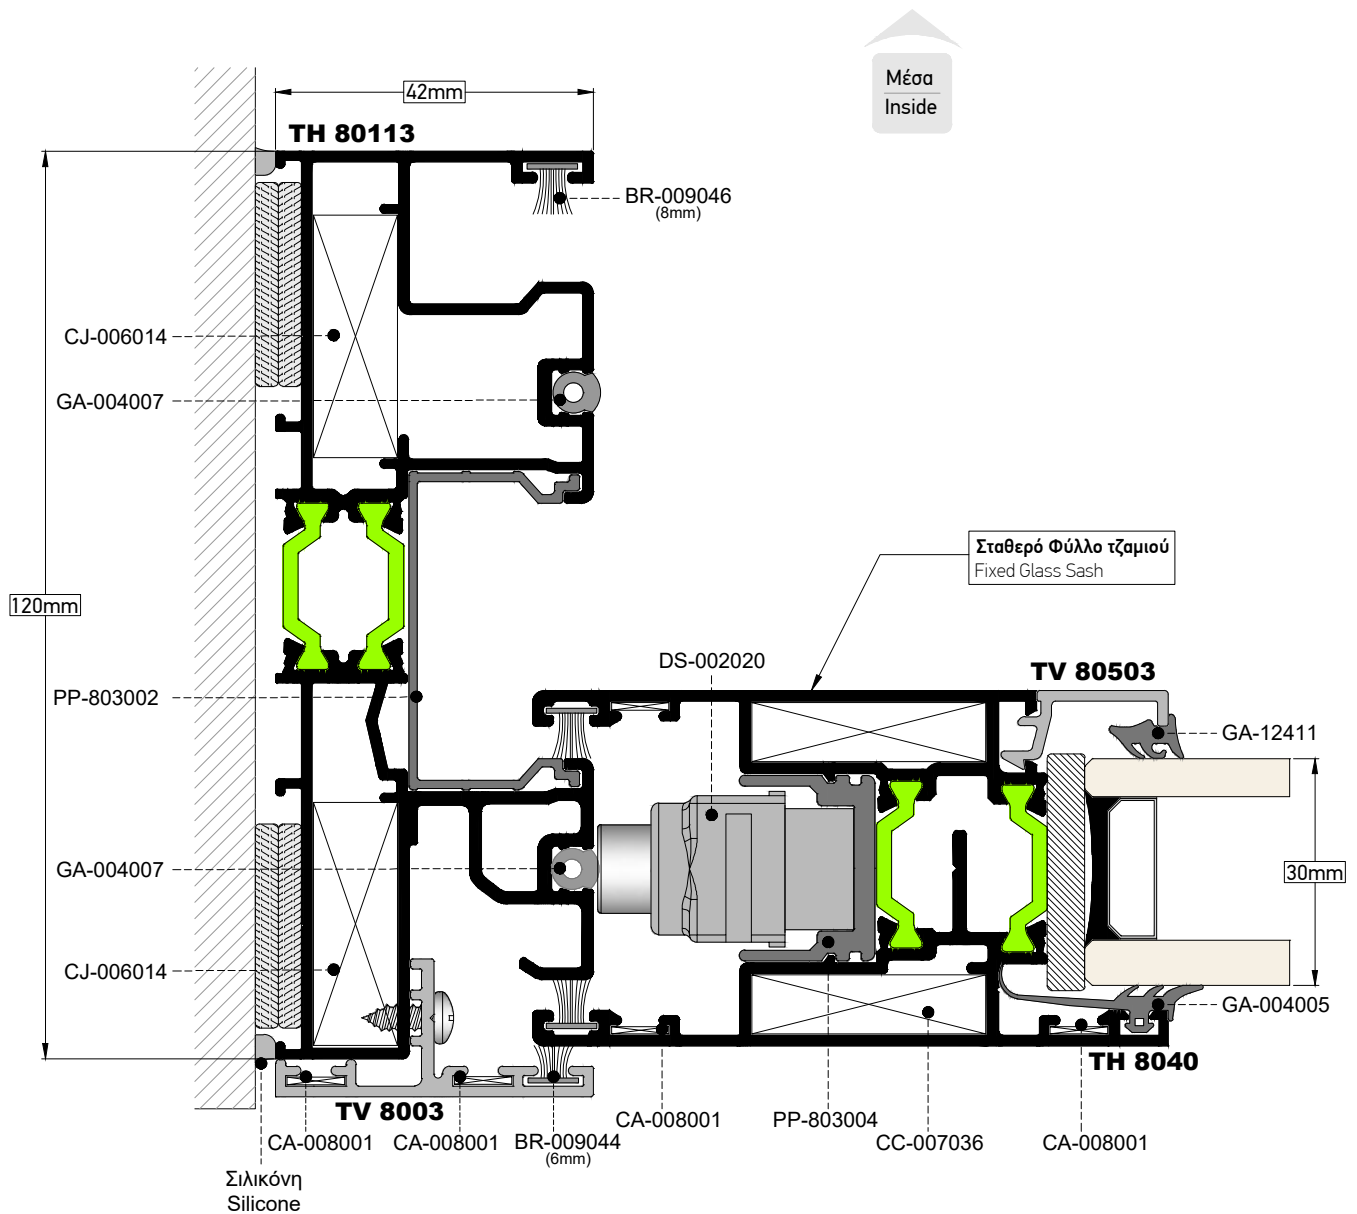 Μέσα
Inside
42mm
TH 80113
BR-009046
(8mm)
CJ-006014
GA-004007
Σταθερό Φύλλο τζαμιού
Fixed Glass Sash
120mm
DS-002020
TV 80503
PP-803002
GA-12411
GA-004007
30mm
CJ-006014
GA-004005
TH 8040
TV 8003
CA-008001
PP-803004
CA-008001
CA-008001
BR-009044
(6mm)
CC-007036
CA-008001
Σιλικόνη
Silicone